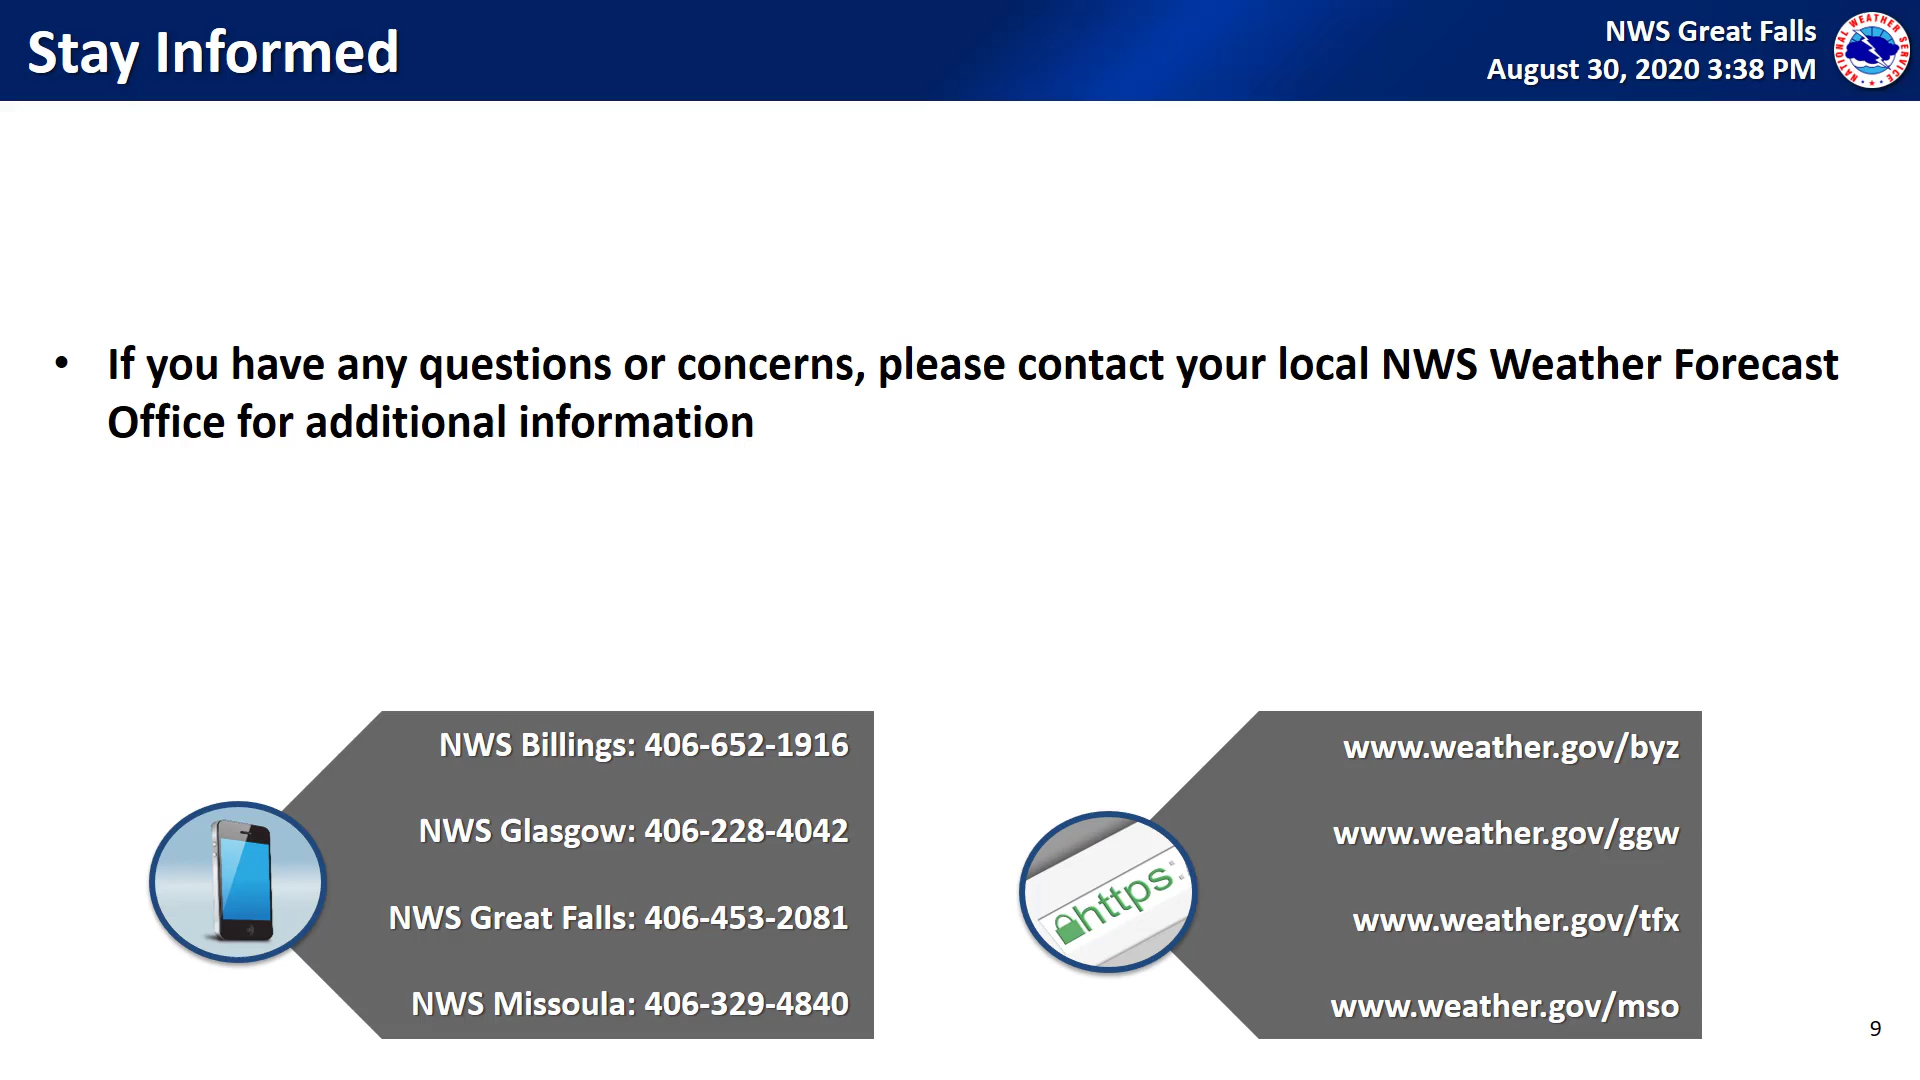 Stay Informed
NWS Great Falls
August 30, 2020 3:38 PM
NATIONAL WEATHER SERVICE
• If you have any questions or concerns, please contact your local NWS Weather Forecast
Office for additional information
NWS Billings: 406-652-1916
NWS Glasgow: 406-228-4042
NWS Great Falls: 406-453-2081
NWS Missoula: 406-329-4840
https:
www.weather.gov/byz
www.weather.gov/ggw
www.weather.gov/tfx
www.weather.gov/mso
9